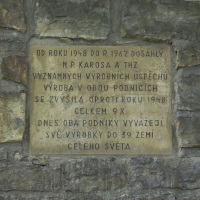 OD ROKU 1948 DO R. 1962 DOSÁHLY
N.P. KAROSA A THZ
VÝZNAMNÝCH VÝROBNÍCH ÚSPĚCHŮ
VÝROBA V OBOU PODNICÍCH
SE ZVÝŠILA OPROTI ROKU 1948
CELKEM 9 X.
DNES OBA PODNIKY VYVÁŽEJÍ
SVÉ VÝROBKY DO 39 ZEMÍ
CELÉHO SVĚTA